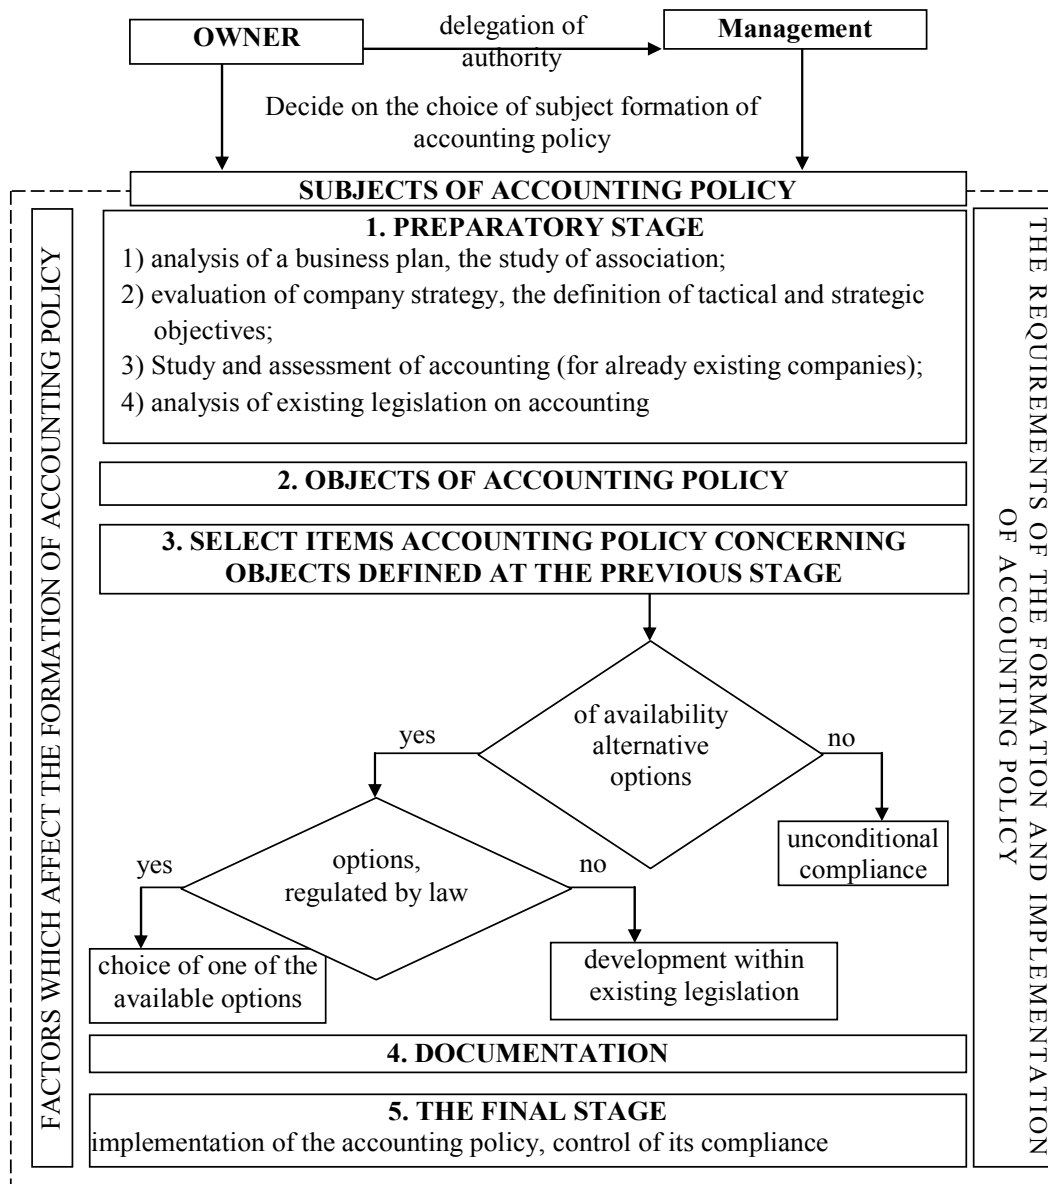 OWNER
delegation of
authority
Management
Decide on the choice of subject formation of
accounting policy
SUBJECTS OF ACCOUNTING POLICY
FACTORS WHICH AFFECT THE FORMATION OF ACCOUNTING POLICY
1. PREPARATORY STAGE
1) analysis of a business plan, the study of association;
2) evaluation of company strategy, the definition of tactical and strategic
objectives;
3) Study and assessment of accounting (for already existing companies);
4) analysis of existing legislation on accounting
2. OBJECTS OF ACCOUNTING POLICY
3. SELECT ITEMS ACCOUNTING POLICY CONCERNING
OBJECTS DEFINED AT THE PREVIOUS STAGE
of availability
alternative
options
yes
no
unconditional
compliance
options,
regulated by law
yes
no
choice of one of the
available options
development within
existing legislation
4. DOCUMENTATION
5. THE FINAL STAGE
implementation of the accounting policy, control of its compliance
THE REQUIREMENTS OF THE FORMATION AND IMPLEMENTATION
OF ACCOUNTING POLICY